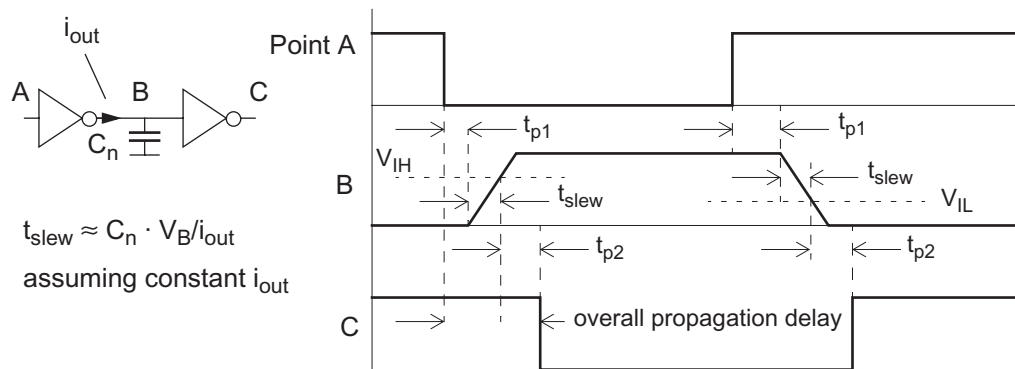 i_out
A
B
C
C_n
t_slew ≈ C_n · V_B/i_out
assuming constant i_out
Point A
t_p1
t_p1
V_IH
B
t_slew
t_slew
V_IL
t_p2
t_p2
C
overall propagation delay